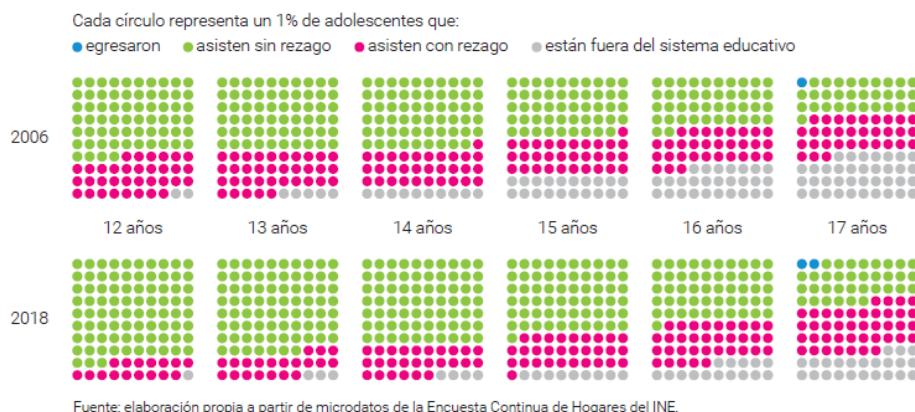 Cada círculo representa un 1% de adolescentes que:
egresaron asisten sin rezago asisten con rezago están fuera del sistema educativo
2006
12 años 13 años 14 años 15 años 16 años 17 años
2018
Fuente: elaboración propia a partir de microdatos de la Encuesta Continua de Hogares del INE.